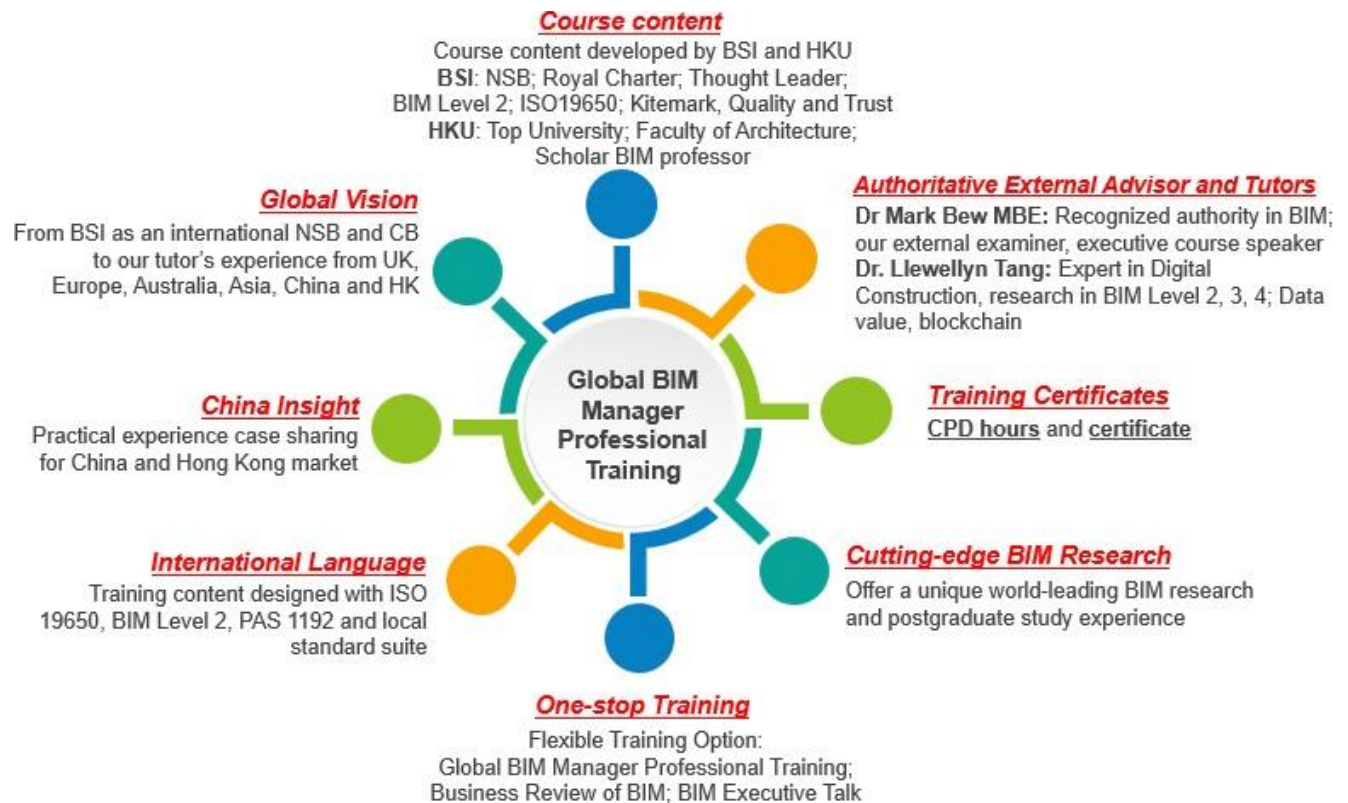 Course content
Course content developed by BSI and HKU
BSI: NSB; Royal Charter; Thought Leader;
BIM Level 2; ISO19650; Kitemark, Quality and Trust
HKU: Top University; Faculty of Architecture;
Scholar BIM professor
Authoritative External Advisor and Tutors
Dr Mark Bew MBE: Recognized authority in BIM;
our external examiner, executive course speaker
Dr. Llewellyn Tang: Expert in Digital
Construction, research in BIM Level 2, 3, 4; Data
value, blockchain
Training Certificates
CPD hours and certificate
Cutting-edge BIM Research
Offer a unique world-leading BIM research
and postgraduate study experience
One-stop Training
Flexible Training Option:
Global BIM Manager Professional Training;
Business Review of BIM; BIM Executive Talk
International Language
Training content designed with ISO
19650, BIM Level 2, PAS 1192 and local
standard suite
China Insight
Practical experience case sharing
for China and Hong Kong market
Global Vision
From BSI as an international NSB and CB
to our tutor's experience from UK,
Europe, Australia, Asia, China and HK
Global BIM
Manager
Professional
Training